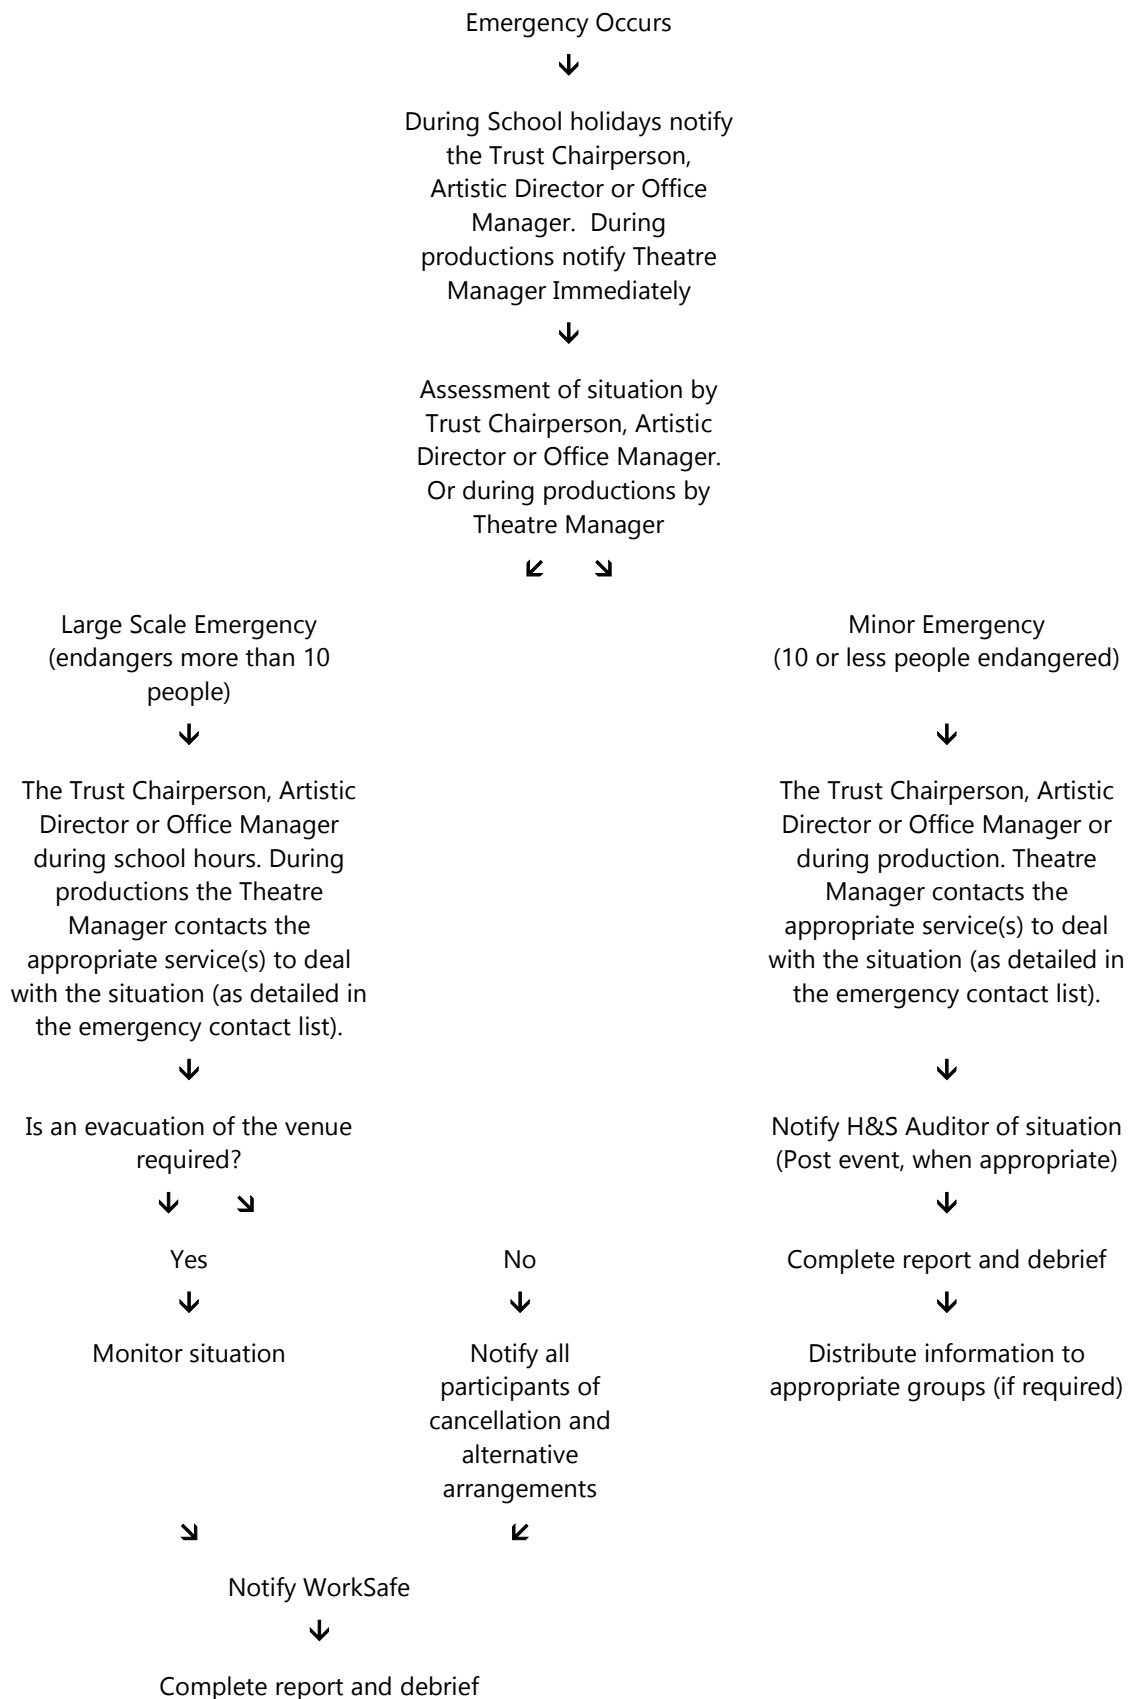 Emergency Occurs
During School holidays notify
the Trust Chairperson,
Artistic Director or Office
Manager.  During
productions notify Theatre
Manager Immediately
Assessment of situation by
Trust Chairperson, Artistic
Director or Office Manager.
Or during productions by
Theatre Manager
Large Scale Emergency
(endangers more than 10
people)
Minor Emergency
(10 or less people endangered)
The Trust Chairperson, Artistic
Director or Office Manager
during school hours. During
productions the Theatre
Manager contacts the
appropriate service(s) to deal
with the situation (as detailed in
the emergency contact list).
The Trust Chairperson, Artistic
Director or Office Manager or
during production. Theatre
Manager contacts the
appropriate service(s) to deal
with the situation (as detailed in
the emergency contact list).
Is an evacuation of the venue
required?
Notify H&S Auditor of situation
(Post event, when appropriate)
Yes
No
Complete report and debrief
Monitor situation
Notify all
participants of
cancellation and
alternative
arrangements
Distribute information to
appropriate groups (if required)
Notify WorkSafe
Complete report and debrief